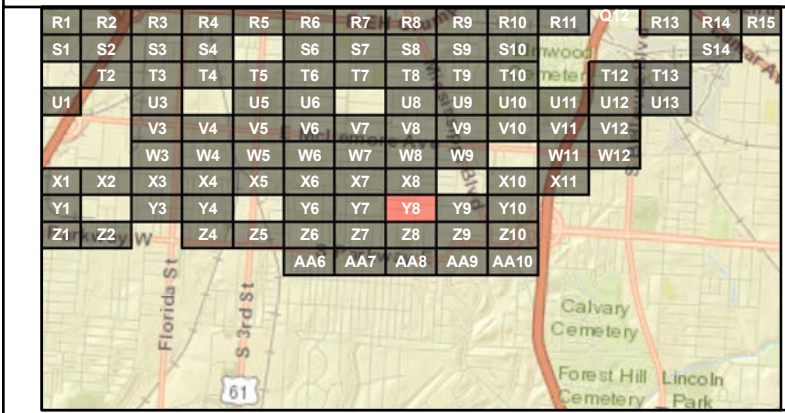 Q12
R1 R2 R3 R4 R5 R6 R7 R8 R9 R10 R11 R13 R14 R15
S1 S2 S3 S4 S6 S7 S8 S9 S10 S14
T2 T3 T4 T5 T6 T7 T8 T9 T10 T12 T13
U1 U3 U5 U6 U8 U9 U10 U11 U12 U13
V3 V4 V5 V6 V7 V8 V9 V10 V11 V12
E McLemore Ave
W3 W4 W5 W6 W7 W8 W9 W11 W12
X1 X2 X3 X4 X5 X6 X7 X8 X10 X11
Y1 Y3 Y4 Y6 Y7 Y8 Y9 Y10
Z1 Z2 Z4 Z5 Z6 Z7 Z8 Z9 Z10
AA6 AA7 AA8 AA9 AA10
Florida St
S 3rd St
61
Calvary
Cemetery
Forest Hill
Cemetery
Lincoln
Park